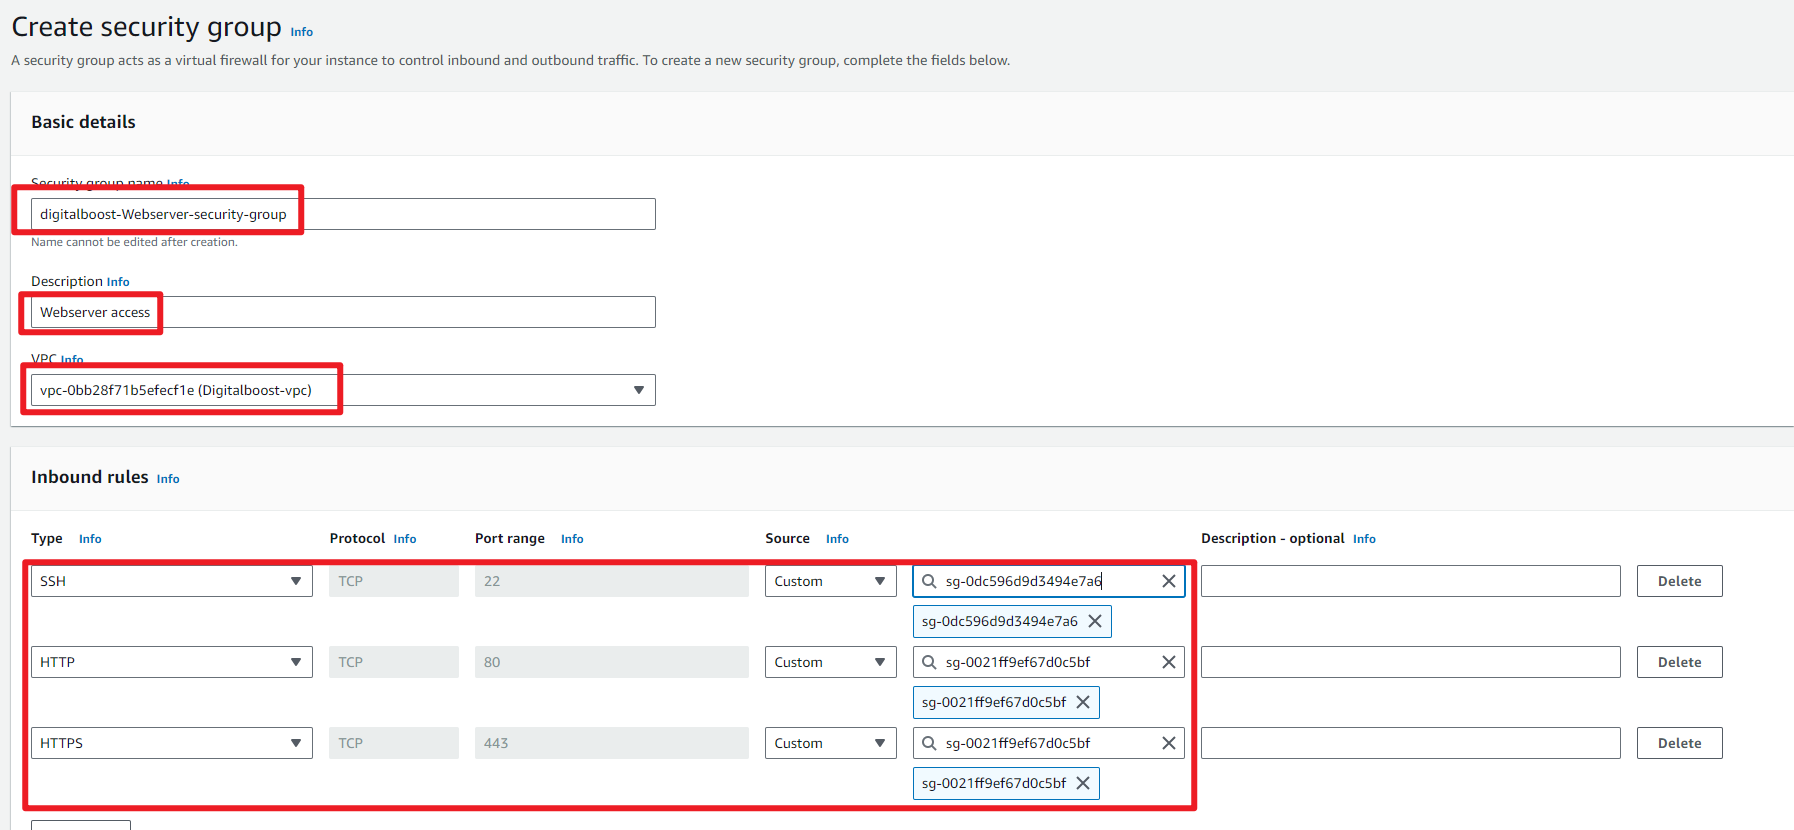 Create security group Info
A security group acts as a virtual firewall for your instance to control inbound and outbound traffic. To create a new security group, complete the fields below.
Basic details
Security group name Info
digitalboost-Webserver-security-group
Name cannot be edited after creation.
Description Info
Webserver access
VPC Info
vpc-0bb28f71b5efecf1e (Digitalboost-vpc)
Inbound rules Info
Type Info Protocol Info Port range Info Source Info Description - optional Info
SSH TCP 22 Custom sg-0dc596d9d3494e7a6 Delete
sg-0dc596d9d3494e7a6
HTTP TCP 80 Custom sg-0021ff9ef67d0c5bf Delete
sg-0021ff9ef67d0c5bf
HTTPS TCP 443 Custom sg-0021ff9ef67d0c5bf Delete
sg-0021ff9ef67d0c5bf